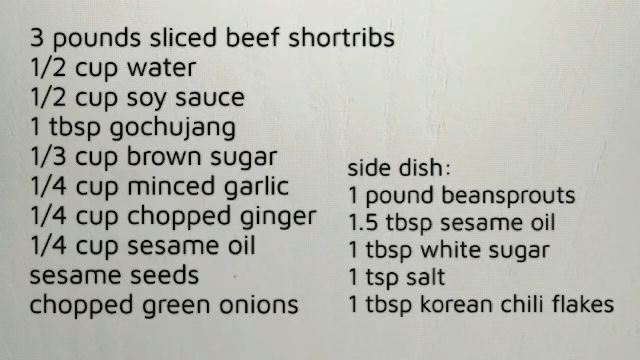 3 pounds sliced beef shortribs
1/2 cup water
1/2 cup soy sauce
1 tbsp gochujang
1/3 cup brown sugar
1/4 cup minced garlic
1/4 cup chopped ginger
1/4 cup sesame oil
sesame seeds
chopped green onions
side dish:
1 pound beansprouts
1.5 tbsp sesame oil
1 tbsp white sugar
1 tsp salt
1 tbsp korean chili flakes